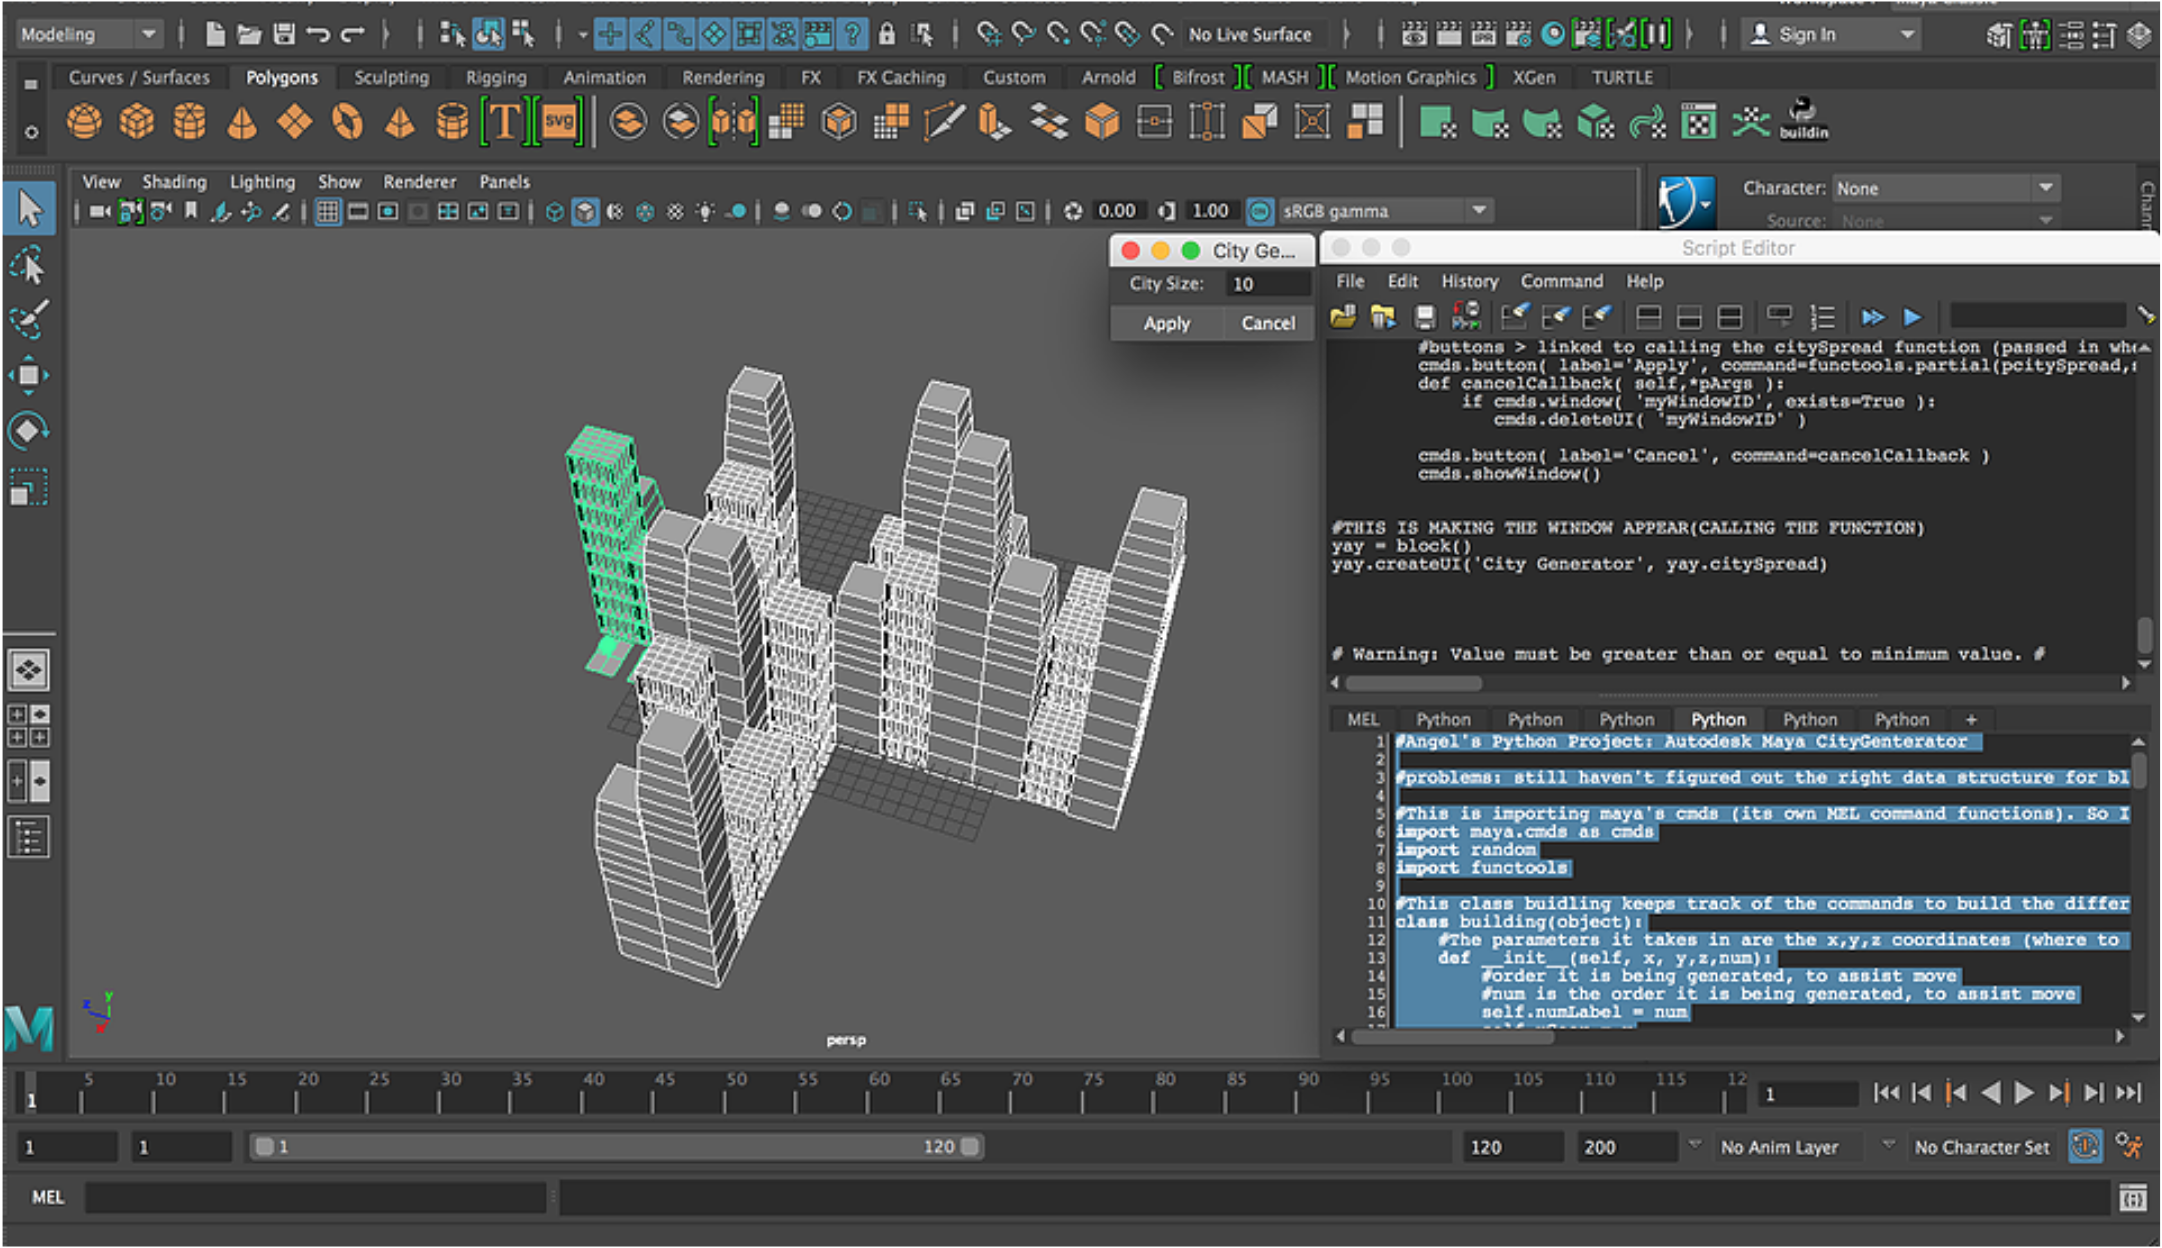 Modeling
No Live Surface
Sign In
Curves / Surfaces Polygons Sculpting Rigging Animation Rendering FX FX Caching Custom Arnold Bifrost MASH Motion Graphics XGen TURTLE
T svg buildin
View Shading Lighting Show Renderer Panels
0.00 1.00 sRGB gamma
Character: None
Source: None
City Ge...
City Size: 10
Apply Cancel
Script Editor
File Edit History Command Help
#buttons > linked to calling the citySpread function (passed in whe
cmds.button( label='Apply', command=functools.partial(pcitySpread,
def cancelCallback( self,*pArgs ):
if cmds.window( 'myWindowID', exists=True ):
cmds.deleteUI( 'myWindowID' )
cmds.button( label='Cancel', command=cancelCallback )
cmds.showWindow()
#THIS IS MAKING THE WINDOW APPEAR(CALLING THE FUNCTION)
yay = block()
yay.createUI('City Generator', yay.citySpread)
# Warning: Value must be greater than or equal to minimum value. #
MEL Python Python Python Python Python Python +
1 #Angel's Python Project: Autodesk Maya CityGenterator
2
3 #problems: still haven't figured out the right data structure for bl
4
5 #This is importing maya's cmds (its own MEL command functions). So I
6 import maya.cmds as cmds
7 import random
8 import functools
9
10 #This class buidling keeps track of the commands to build the differ
11 class building(object):
12 #The parameters it takes in are the x,y,z coordinates (where to
13 def __init__(self, x, y,z,num):
14 #order it is being generated, to assist move
15 #num is the order it is being generated, to assist move
16 self.numLabel = num
z y
persp
5 10 15 20 25 30 35 40 45 50 55 60 65 70 75 80 85 90 95 100 105 110 115 12
1 1
1 1 1 120 120 200 No Anim Layer No Character Set
MEL